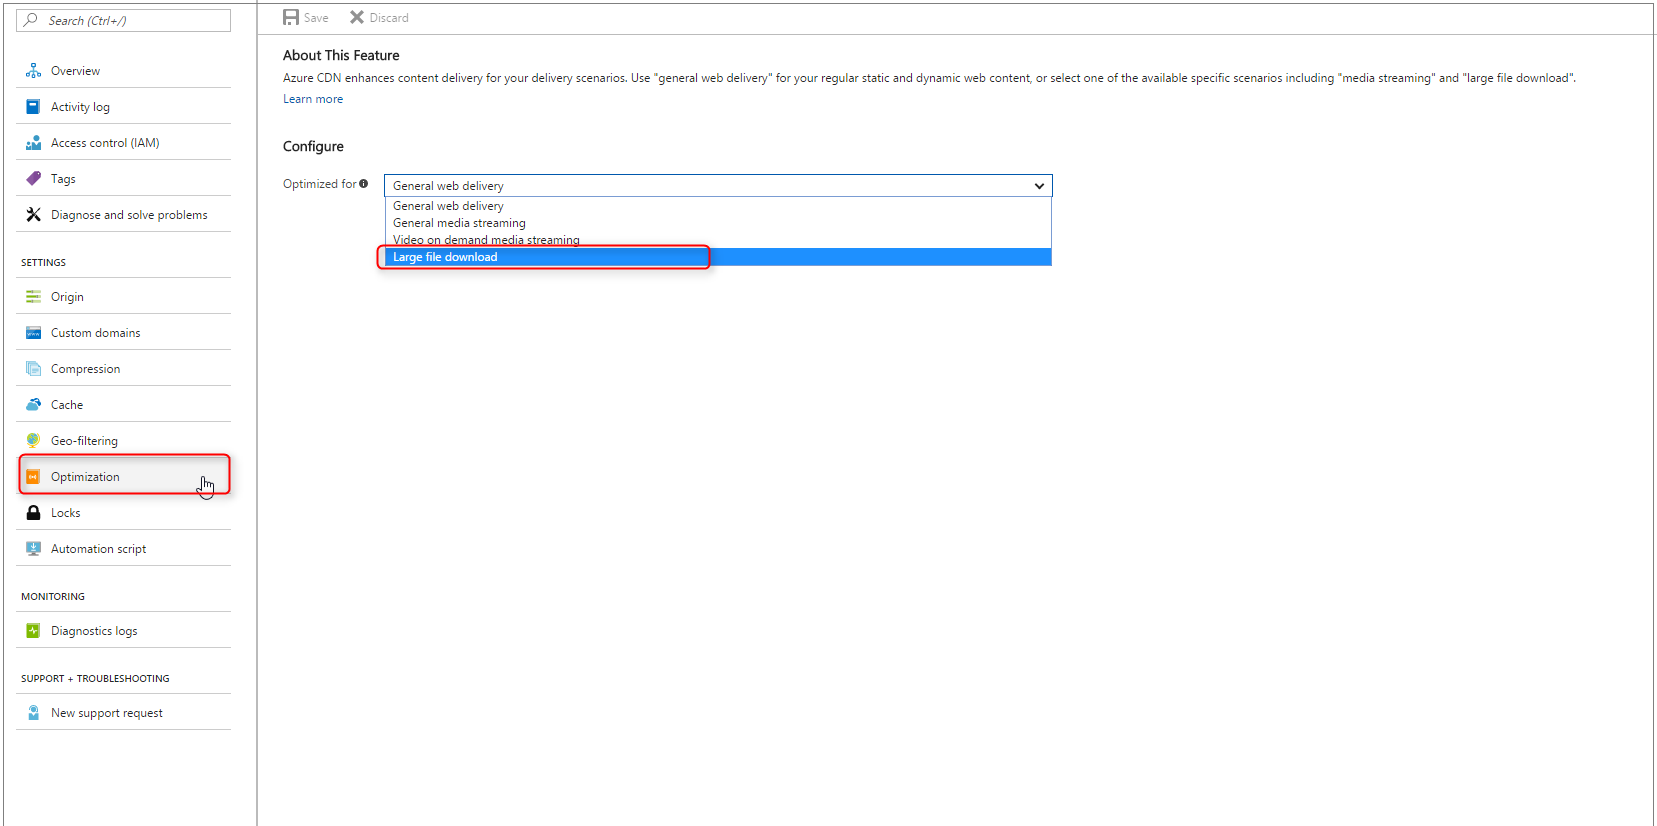 Search (Ctrl+/)
Overview
Activity log
Access control (IAM)
Tags
Diagnose and solve problems
SETTINGS
Origin
Custom domains
Compression
Cache
Geo-filtering
Optimization
Locks
Automation script
MONITORING
Diagnostics logs
SUPPORT + TROUBLESHOOTING
New support request
Save
Discard
About This Feature
Azure CDN enhances content delivery for your delivery scenarios. Use "general web delivery" for your regular static and dynamic web content, or select one of the available specific scenarios including "media streaming" and "large file download".
Learn more
Configure
Optimized for
General web delivery
General web delivery
General media streaming
Video on demand media streaming
Large file download